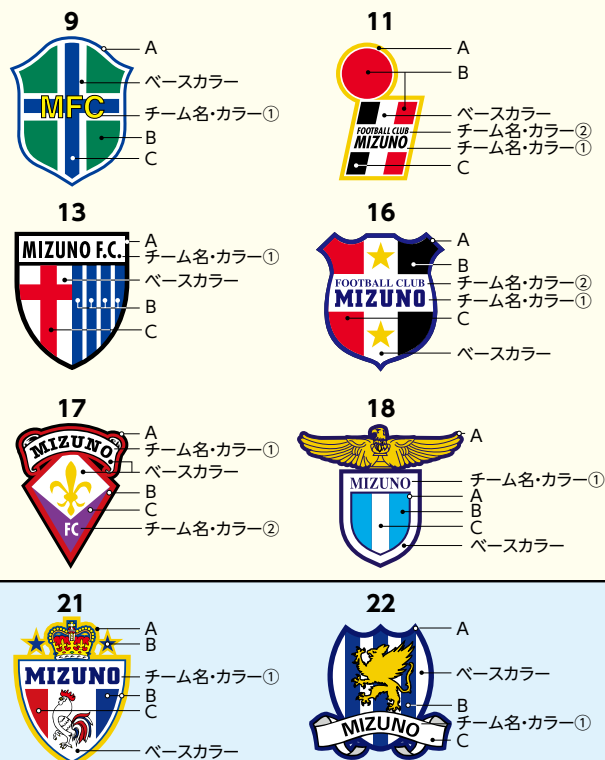 9
A
ベースカラー
MFC
チーム名・カラー①
B
C
11
A
B
ベースカラー
FOOTBALL CLUB
チーム名・カラー②
MIZUNO
チーム名・カラー①
C
13
MIZUNO F.C.
A
チーム名・カラー①
ベースカラー
B
C
16
A
B
FOOTBALL CLUB
チーム名・カラー②
MIZUNO
チーム名・カラー①
C
ベースカラー
17
MIZUNO
A
チーム名・カラー①
ベースカラー
B
C
FC
チーム名・カラー②
18
A
MIZUNO
チーム名・カラー①
A
B
C
ベースカラー
21
A
B
MIZUNO
チーム名・カラー①
B
C
ベースカラー
22
A
ベースカラー
B
MIZUNO
チーム名・カラー①
C